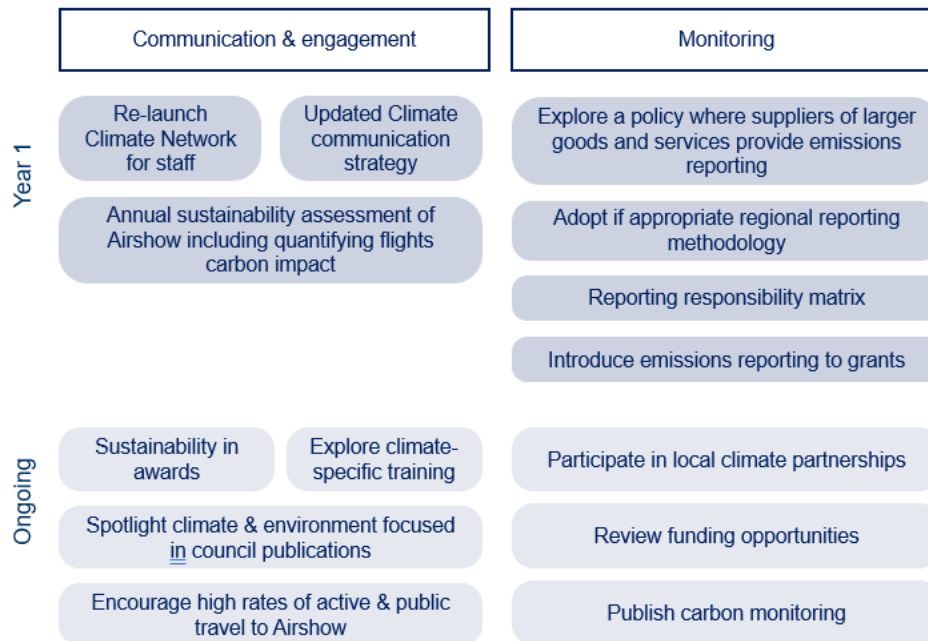 Communication & engagement
Monitoring
Year 1
Re-launch
Climate Network
for staff
Updated Climate
communication
strategy
Annual sustainability assessment of
Airshow including quantifying flights
carbon impact
Explore a policy where suppliers of larger
goods and services provide emissions
reporting
Adopt if appropriate regional reporting
methodology
Reporting responsibility matrix
Introduce emissions reporting to grants
Ongoing
Sustainability in
awards
Explore climate-
specific training
Spotlight climate & environment focused
in council publications
Encourage high rates of active & public
travel to Airshow
Participate in local climate partnerships
Review funding opportunities
Publish carbon monitoring